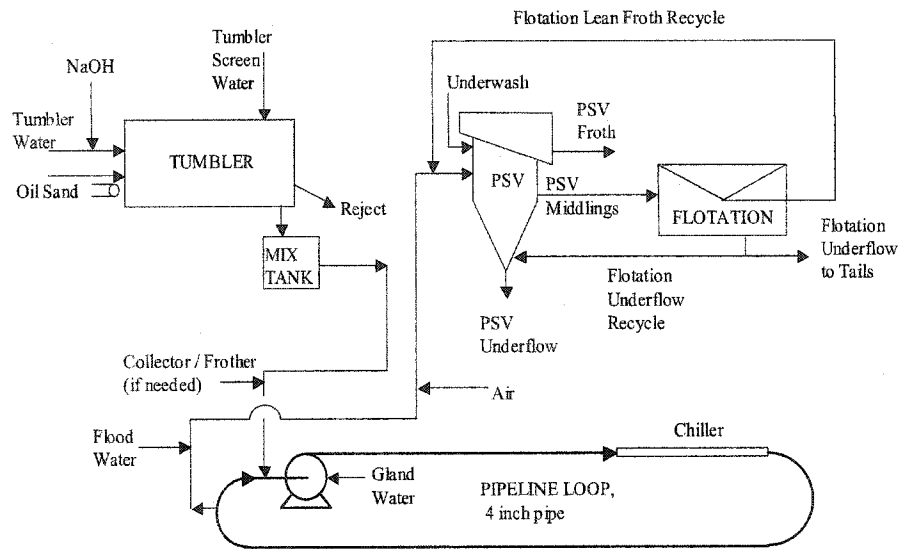 Flotation Lean Froth Recycle
Tumbler
Screen
Water
NaOH
Underwash
PSV
Froth
Tumbler
Water
TUMBLER
PSV
PSV
Middlings
Oil Sand
Reject
FLOTATION
Flotation
Underflow
to Tails
MIX
TANK
Flotation
Underflow
Recycle
PSV
Underflow
Collector / Frother
(if needed)
Air
Flood
Water
Chiller
Gland
Water
PIPELINE LOOP,
4 inch pipe